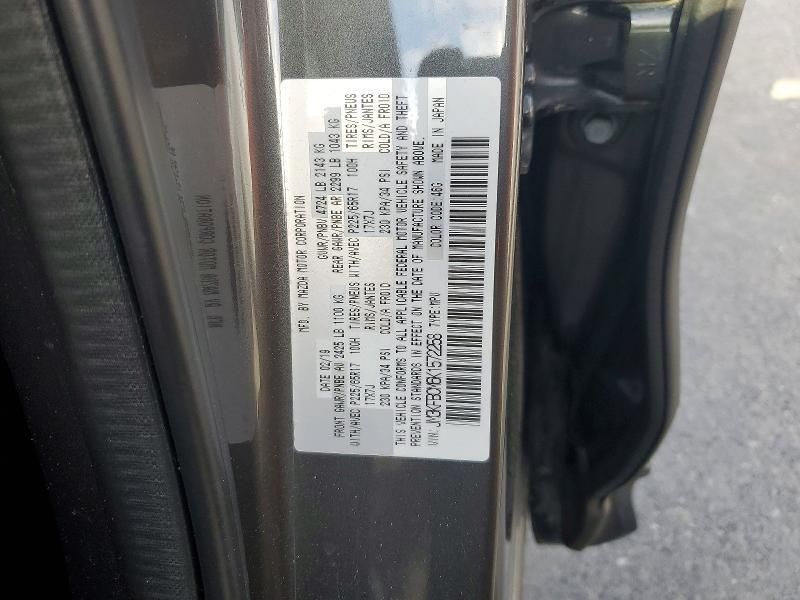 MFD. BY MAZDA MOTOR CORPORATION
DATE 02/19 GVWR/PNBV 4724 LB 2143 KG
FRONT GAWR/PNBE AV 2425 LB 1100 KG REAR GAWR/PNBE AR 2299 LB 1043 KG
WITH/AVEC P225/65R17 100H TIRES/PNEUS WITH/AVEC P225/65R17 100H TIRES/PNEUS
17X7J RIMS/JANTES 17X7J RIMS/JANTES
230 KPA/34 PSI COLD/A FROID 230 KPA/34 PSI COLD/A FROID
THIS VEHICLE CONFORMS TO ALL APPLICABLE FEDERAL MOTOR VEHICLE SAFETY AND THEFT
PREVENTION STANDARDS IN EFFECT ON THE DATE OF MANUFACTURE SHOWN ABOVE.
COLOR CODE: 46G MADE IN JAPAN
VIN: TYPE: MPV